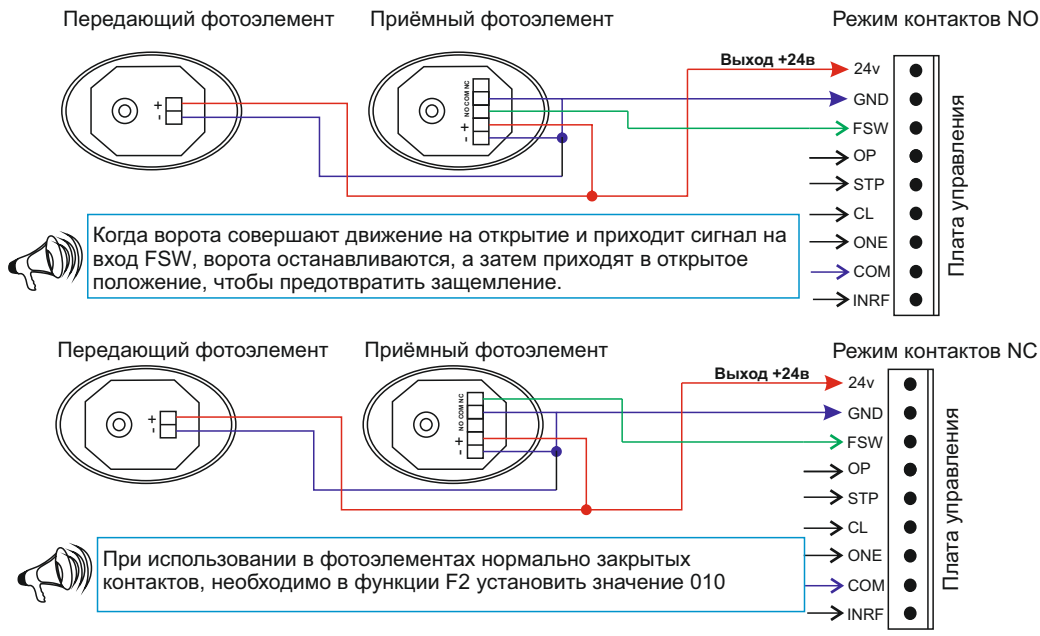 Передающий фотоэлемент
Приёмный фотоэлемент
Режим контактов NO
Выход +24в
24v
GND
FSW
OP
STP
CL
ONE
COM
INRF
Плата управления
+
-
NO COM NC
- +
Когда ворота совершают движение на открытие и приходит сигнал на
вход FSW, ворота останавливаются, а затем приходят в открытое
положение, чтобы предотвратить защемление.
Передающий фотоэлемент
Приёмный фотоэлемент
Режим контактов NC
Выход +24в
24v
GND
FSW
OP
STP
CL
ONE
COM
INRF
Плата управления
+
-
NO COM NC
- +
При использовании в фотоэлементах нормально закрытых
контактов, необходимо в функции F2 установить значение 010